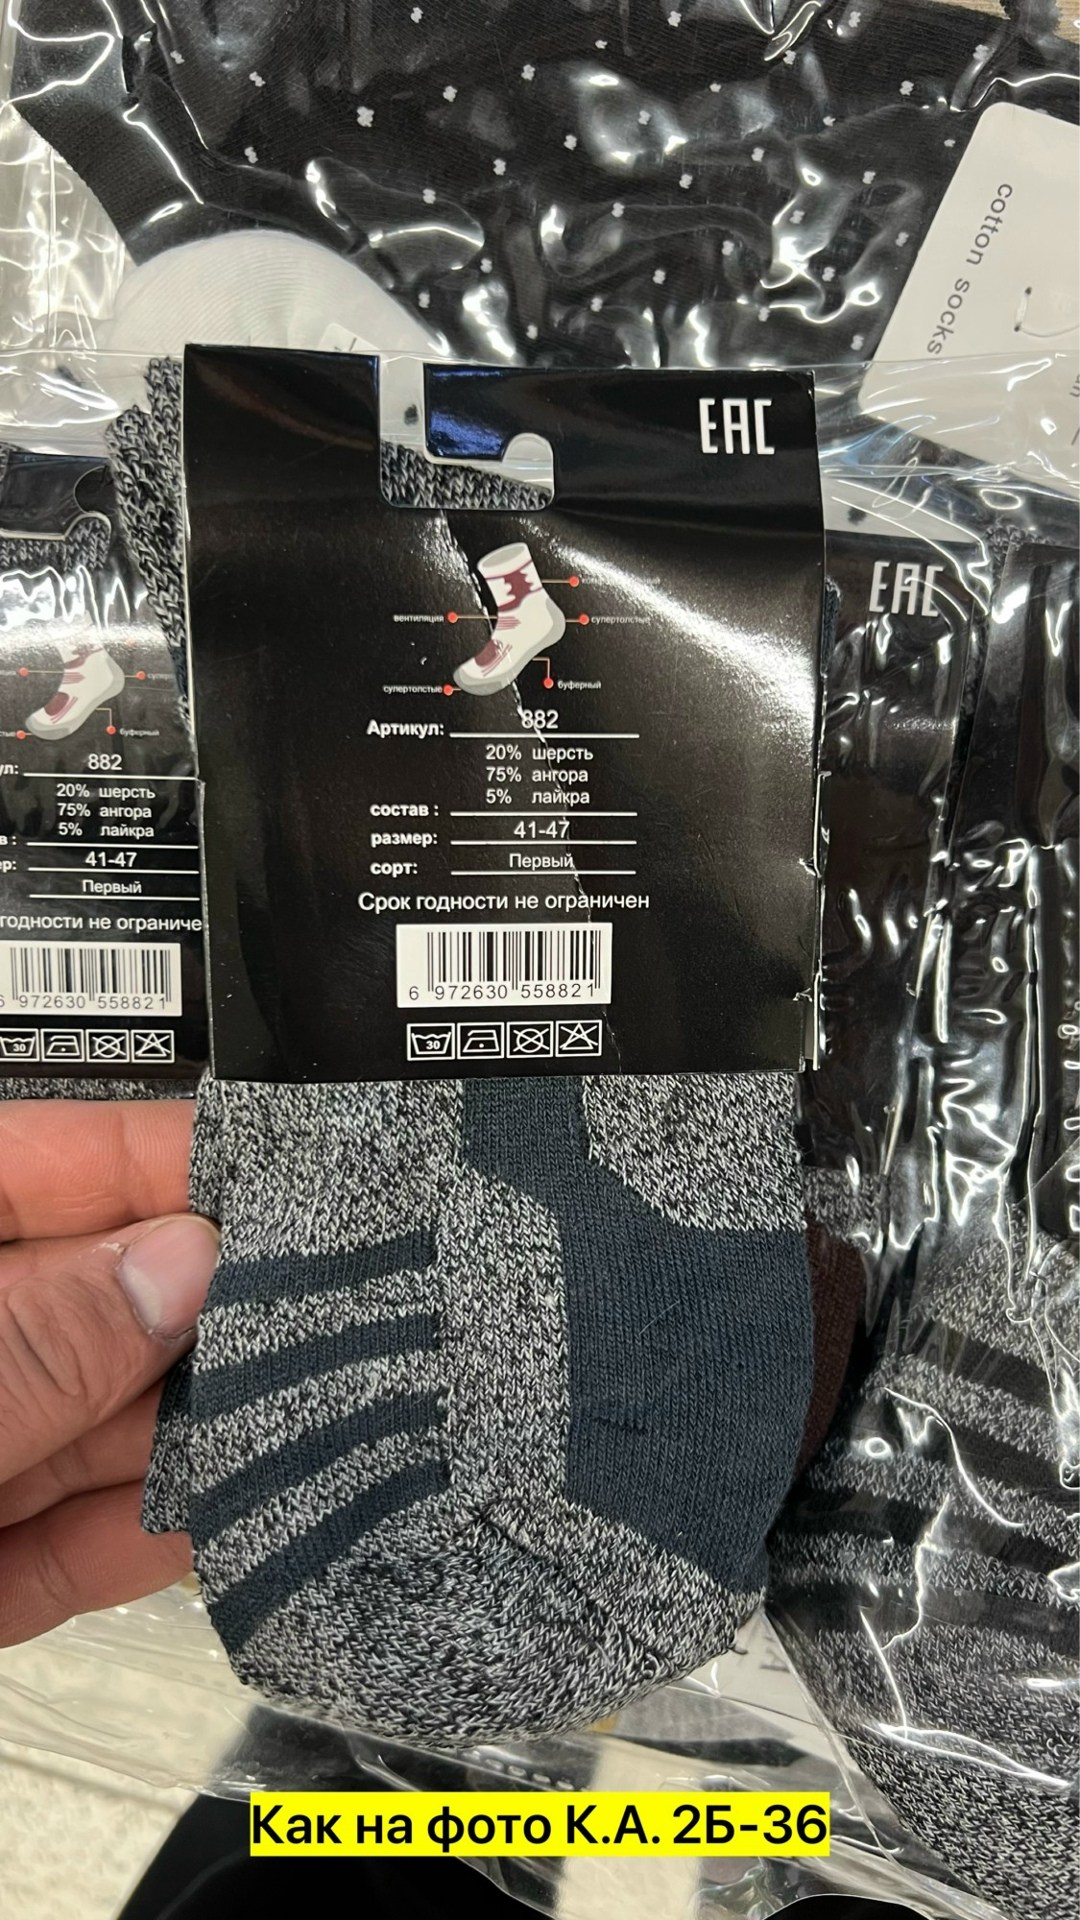 cotton socks
EAC
вентиляция
супертолстые
супертолстые
буферный
Артикул: 882
20% шерсть
75% ангора
5% лайкра
состав :
размер: 41-47
сорт: Первый
Срок годности не ограничен
6 972630 558821
30
EAC
882
20% шерсть
75% ангора
5% лайкра
41-47
Первый
годности не ограниче
6 972630 558821
30
буферный
Как на фото К.А. 2Б-36